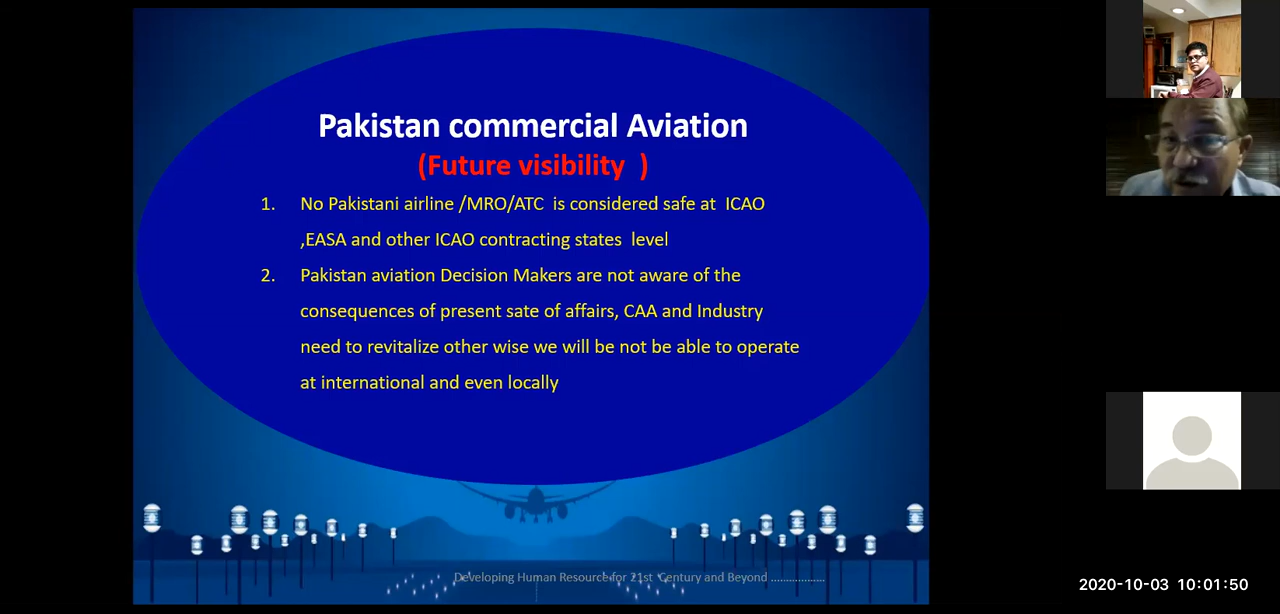 Pakistan commercial Aviation
(Future visibility )
1. No Pakistani airline /MRO/ATC is considered safe at ICAO
,EASA and other ICAO contracting states level
2. Pakistan aviation Decision Makers are not aware of the
consequences of present sate of affairs, CAA and Industry
need to revitalize other wise we will be not be able to operate
at international and even locally
Developing Human Resource for 21st Century and Beyond ..................
2020-10-03 10:01:50